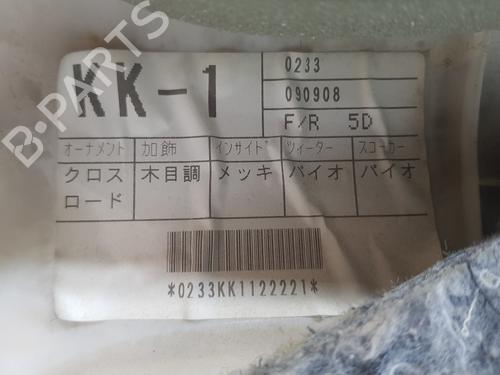 KK-1
0233
090908
F/R 5D
オーナメント 加飾 インサイド ツィーター スコーカー
クロスロード 木目調 メッキ バイオ バイオ
*0233KK1122221*
B-PARTS